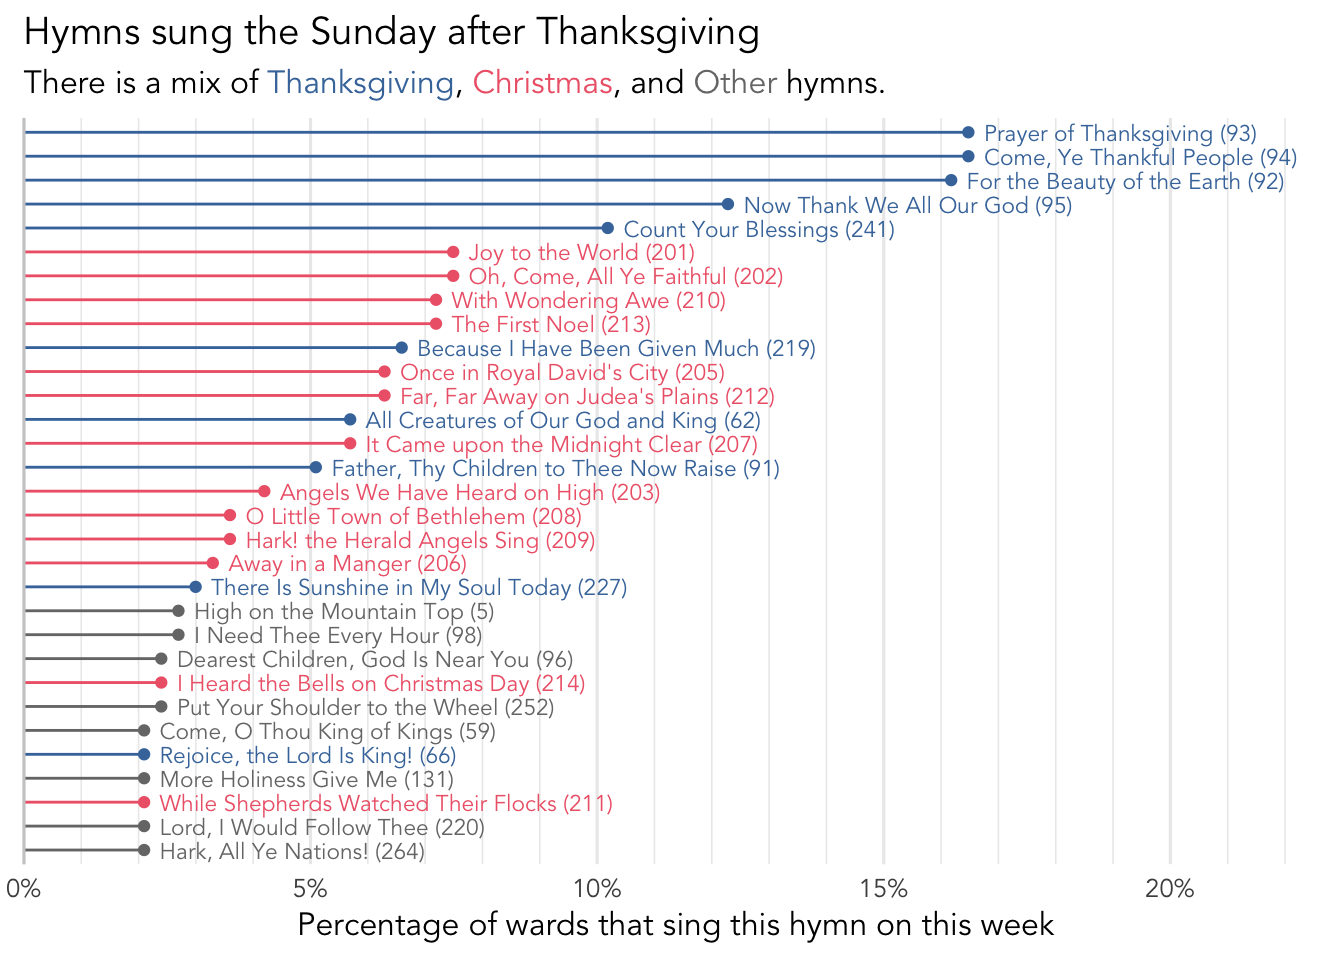 Hymns sung the Sunday after Thanksgiving
There is a mix of Thanksgiving, Christmas, and Other hymns.
Prayer of Thanksgiving (93)
Come, Ye Thankful People (94)
For the Beauty of the Earth (92)
Now Thank We All Our God (95)
Count Your Blessings (241)
Joy to the World (201)
Oh, Come, All Ye Faithful (202)
With Wondering Awe (210)
The First Noel (213)
Because I Have Been Given Much (219)
Once in Royal David's City (205)
Far, Far Away on Judea's Plains (212)
All Creatures of Our God and King (62)
It Came upon the Midnight Clear (207)
Father, Thy Children to Thee Now Raise (91)
Angels We Have Heard on High (203)
O Little Town of Bethlehem (208)
Hark! the Herald Angels Sing (209)
Away in a Manger (206)
There Is Sunshine in My Soul Today (227)
High on the Mountain Top (5)
I Need Thee Every Hour (98)
Dearest Children, God Is Near You (96)
I Heard the Bells on Christmas Day (214)
Put Your Shoulder to the Wheel (252)
Come, O Thou King of Kings (59)
Rejoice, the Lord Is King! (66)
More Holiness Give Me (131)
While Shepherds Watched Their Flocks (211)
Lord, I Would Follow Thee (220)
Hark, All Ye Nations! (264)
0% 5% 10% 15% 20%
Percentage of wards that sing this hymn on this week